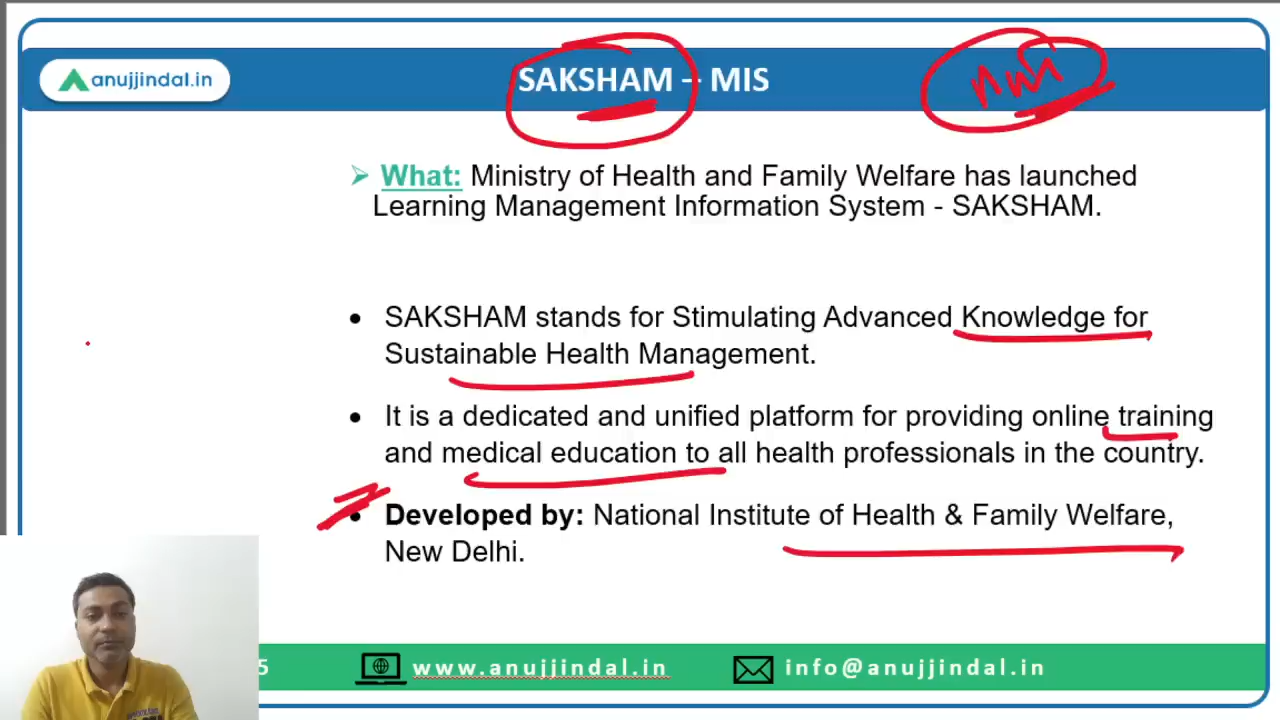 anujjindal.in
SAKSHAM – MIS
What: Ministry of Health and Family Welfare has launched
Learning Management Information System - SAKSHAM.
SAKSHAM stands for Stimulating Advanced Knowledge for
Sustainable Health Management.
It is a dedicated and unified platform for providing online training
and medical education to all health professionals in the country.
Developed by: National Institute of Health & Family Welfare,
New Delhi.
5
www.anujjindal.in
info@anujjindal.in